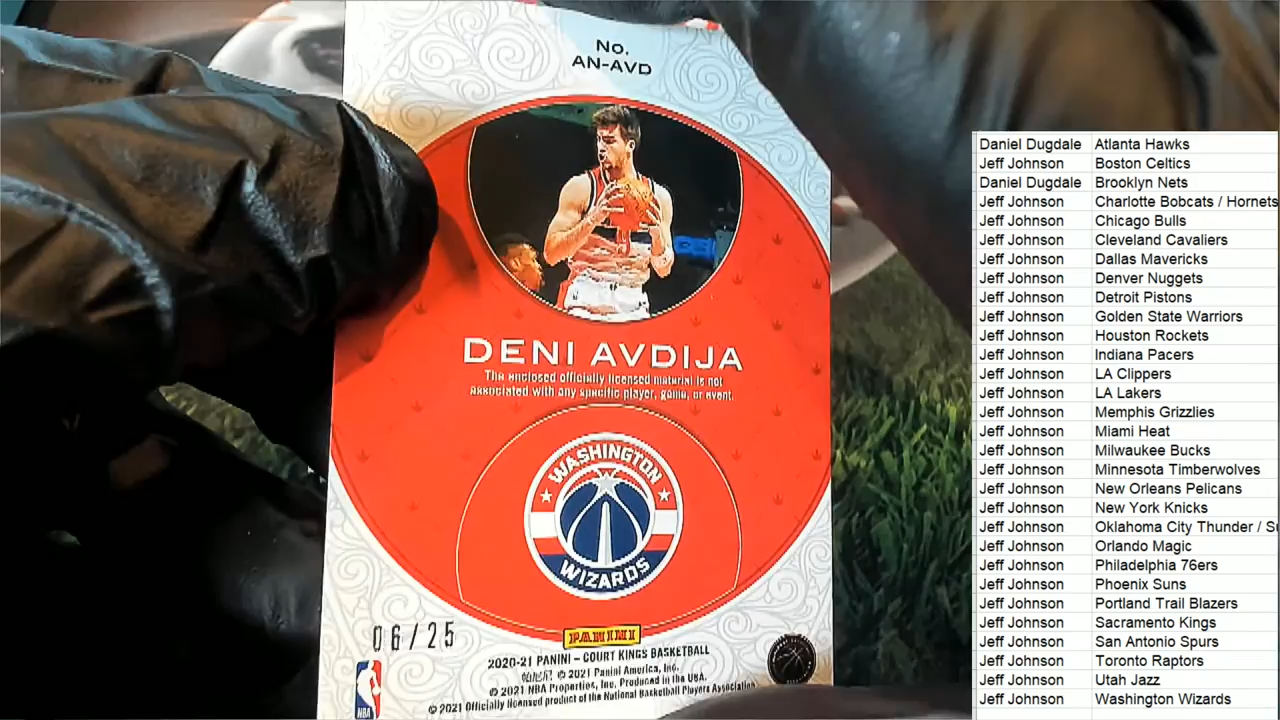 No.
AN-AVD
DENI AVDIJA
The enclosed officially licensed material is not
associated with any specific player, game, or event.
WASHINGTON
WIZARDS
06/25
PANINI
2020-21 PANINI – COURT KINGS BASKETBALL
帕尼尼 © 2021 Panini America, Inc.
© 2021 NBA Properties, Inc. Produced in the USA.
© 2021 Officially licensed product of the National Basketball Players Association
NBA
Daniel Dugdale Atlanta Hawks
Jeff Johnson Boston Celtics
Daniel Dugdale Brooklyn Nets
Jeff Johnson Charlotte Bobcats / Hornets
Jeff Johnson Chicago Bulls
Jeff Johnson Cleveland Cavaliers
Jeff Johnson Dallas Mavericks
Jeff Johnson Denver Nuggets
Jeff Johnson Detroit Pistons
Jeff Johnson Golden State Warriors
Jeff Johnson Houston Rockets
Jeff Johnson Indiana Pacers
Jeff Johnson LA Clippers
Jeff Johnson LA Lakers
Jeff Johnson Memphis Grizzlies
Jeff Johnson Miami Heat
Jeff Johnson Milwaukee Bucks
Jeff Johnson Minnesota Timberwolves
Jeff Johnson New Orleans Pelicans
Jeff Johnson New York Knicks
Jeff Johnson Oklahoma City Thunder /
Jeff Johnson Orlando Magic
Jeff Johnson Philadelphia 76ers
Jeff Johnson Phoenix Suns
Jeff Johnson Portland Trail Blazers
Jeff Johnson Sacramento Kings
Jeff Johnson San Antonio Spurs
Jeff Johnson Toronto Raptors
Jeff Johnson Utah Jazz
Jeff Johnson Washington Wizards